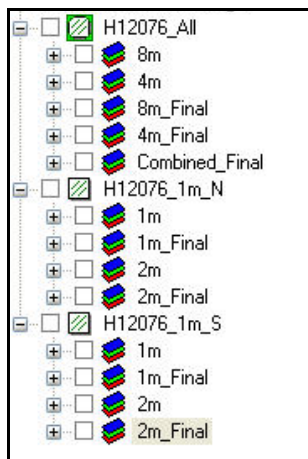 H12076_All
8m
4m
8m_Final
4m_Final
Combined_Final
H12076_1m_N
1m
1m_Final
2m
2m_Final
H12076_1m_S
1m
1m_Final
2m
2m_Final